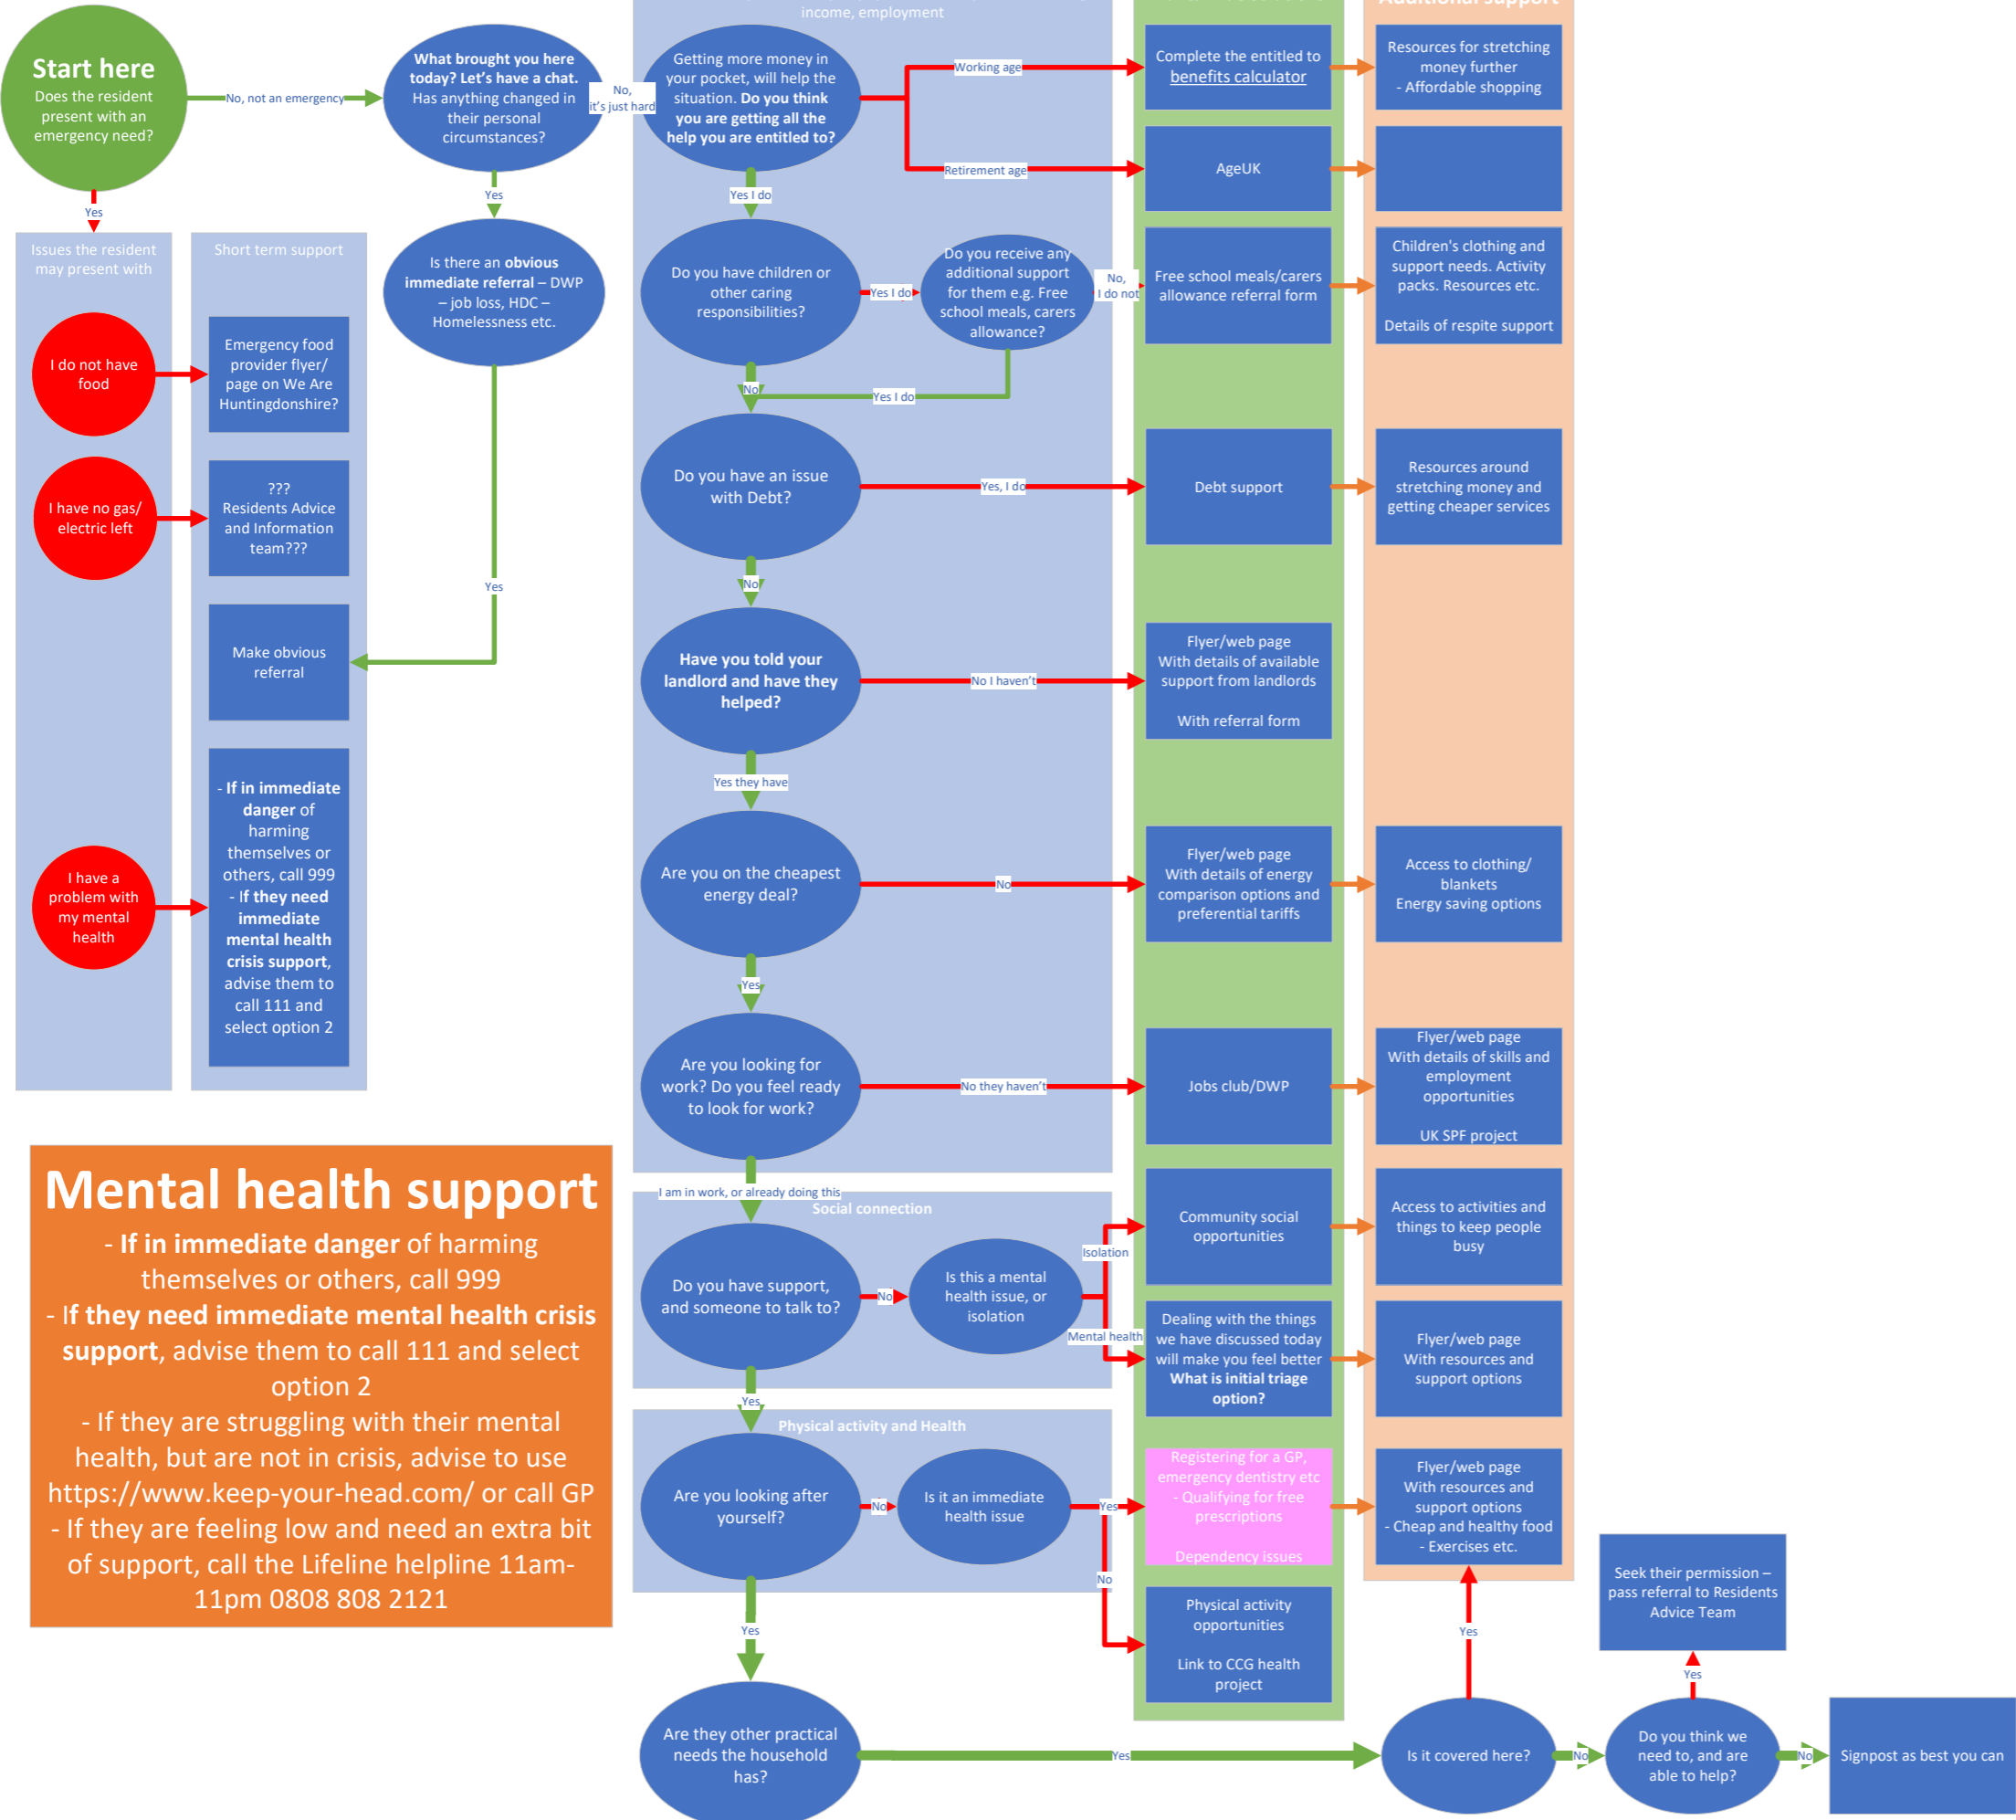 income, employment
Additional support
Start here
Does the resident
present with an
emergency need?
No, not an emergency
What brought you here
today? Let's have a chat.
Has anything changed in
their personal
circumstances?
No,
it's just hard
Getting more money in
your pocket, will help the
situation. Do you think
you are getting all the
help you are entitled to?
Working age
Complete the entitled to
benefits calculator
Resources for stretching
money further
- Affordable shopping
Retirement age
AgeUK
Yes
Yes
Yes I do
Issues the resident
may present with
Short term support
Is there an obvious
immediate referral – DWP
– job loss, HDC –
Homelessness etc.
Do you have children or
other caring
responsibilities?
Yes I do
Do you receive any
additional support
for them e.g. Free
school meals, carers
allowance?
No,
I do not
Free school meals/carers
allowance referral form
Children's clothing and
support needs. Activity
packs. Resources etc.
Details of respite support
I do not have
food
Emergency food
provider flyer/
page on We Are
Huntingdonshire?
No
Yes I do
I have no gas/
electric left
???
Residents Advice
and Information
team???
Do you have an issue
with Debt?
Yes, I do
Debt support
Resources around
stretching money and
getting cheaper services
Yes
No
Make obvious
referral
Have you told your
landlord and have they
helped?
No I haven't
Flyer/web page
With details of available
support from landlords
With referral form
Yes they have
I have a
problem with
my mental
health
- If in immediate
danger of
harming
themselves or
others, call 999
- If they need
immediate
mental health
crisis support,
advise them to
call 111 and
select option 2
Are you on the cheapest
energy deal?
No
Flyer/web page
With details of energy
comparison options and
preferential tariffs
Access to clothing/
blankets
Energy saving options
Yes
Are you looking for
work? Do you feel ready
to look for work?
No they haven't
Jobs club/DWP
Flyer/web page
With details of skills and
employment
opportunities
UK SPF project
Mental health support
- If in immediate danger of harming
themselves or others, call 999
- If they need immediate mental health crisis
support, advise them to call 111 and select
option 2
- If they are struggling with their mental
health, but are not in crisis, advise to use
https://www.keep-your-head.com/ or call GP
- If they are feeling low and need an extra bit
of support, call the Lifeline helpline 11am-
11pm 0808 808 2121
I am in work, or already doing this
Social connection
Do you have support,
and someone to talk to?
No
Is this a mental
health issue, or
isolation
Isolation
Mental health
Community social
opportunities
Access to activities and
things to keep people
busy
Dealing with the things
we have discussed today
will make you feel better
What is initial triage
option?
Flyer/web page
With resources and
support options
Yes
Physical activity and Health
Are you looking after
yourself?
No
Is it an immediate
health issue
Yes
No
Registering for a GP,
emergency dentistry etc
- Qualifying for free
prescriptions
Dependency issues
Flyer/web page
With resources and
support options
- Cheap and healthy food
- Exercises etc.
Physical activity
opportunities
Link to CCG health
project
Yes
Yes
Seek their permission –
pass referral to Residents
Advice Team
Yes
Are they other practical
needs the household
has?
Yes
Is it covered here?
No
Do you think we
need to, and are
able to help?
No
Signpost as best you can